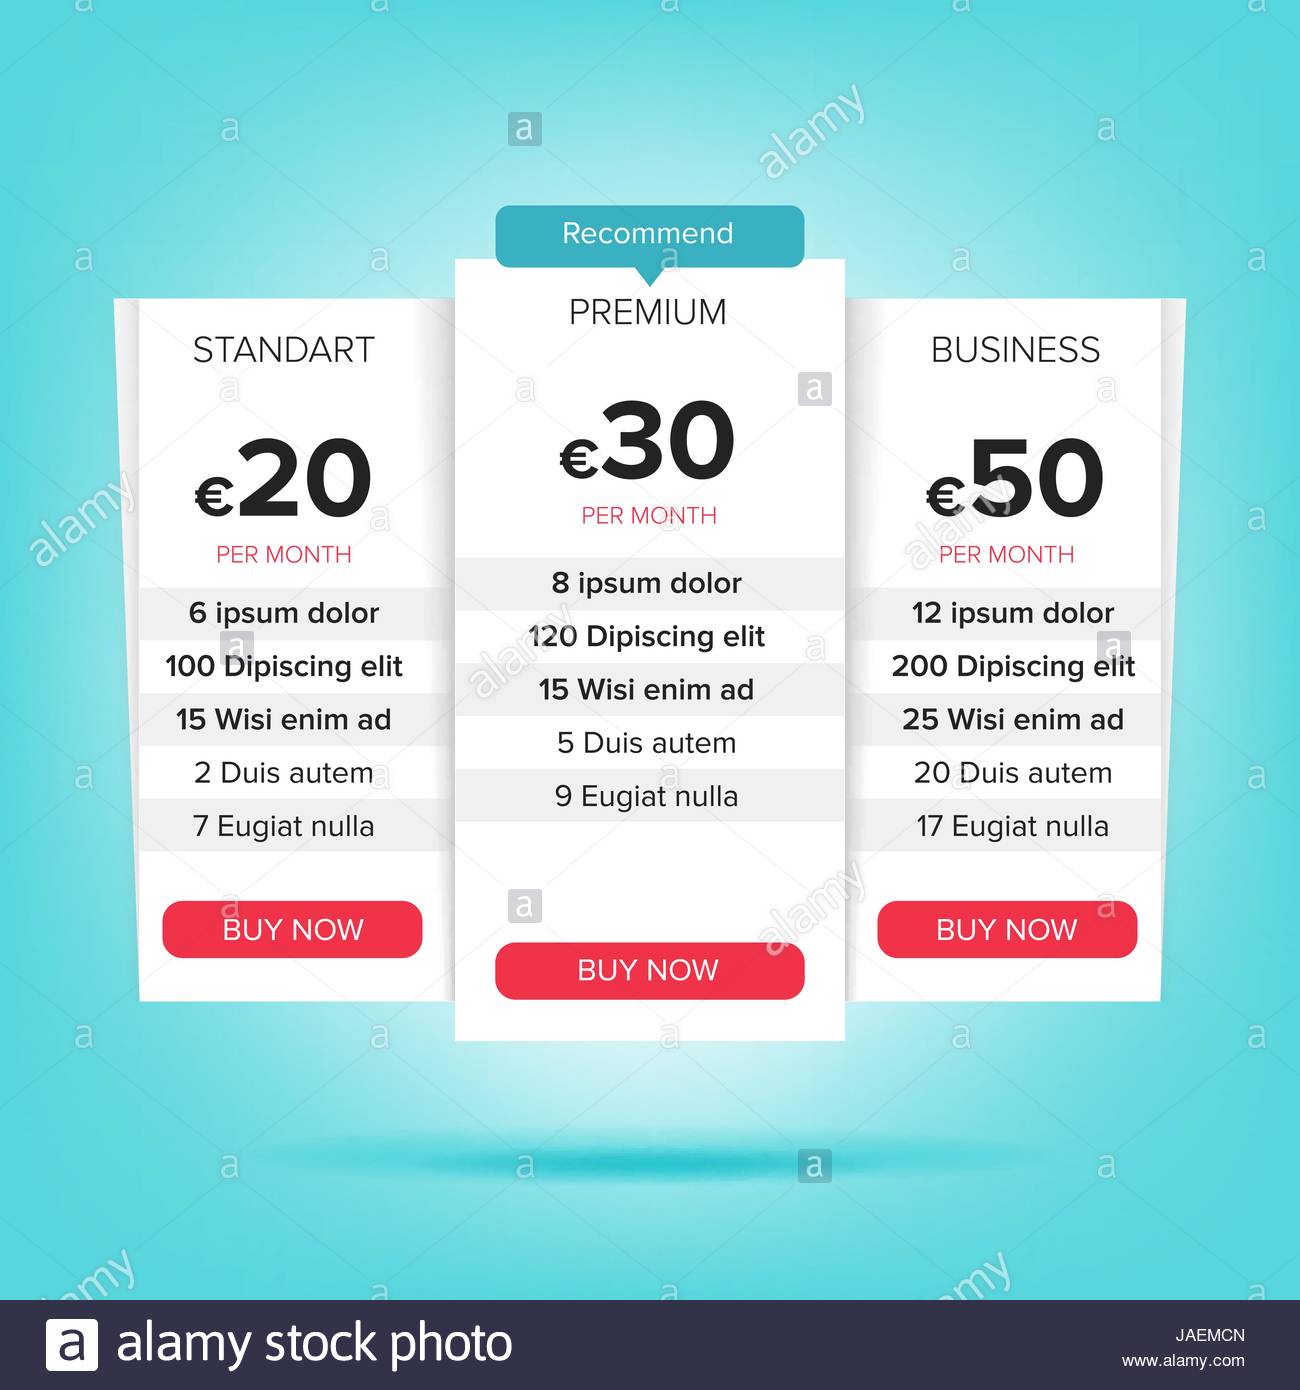 Recommend
STANDART
€20
PER MONTH
6 ipsum dolor
100 Dipiscing elit
15 Wisi enim ad
2 Duis autem
7 Eugiat nulla
BUY NOW
PREMIUM
€30
PER MONTH
8 ipsum dolor
120 Dipiscing elit
15 Wisi enim ad
5 Duis autem
9 Eugiat nulla
BUY NOW
BUSINESS
€50
PER MONTH
12 ipsum dolor
200 Dipiscing elit
25 Wisi enim ad
20 Duis autem
17 Eugiat nulla
BUY NOW
a alamy stock photo
JAEMCN
www.alamy.com